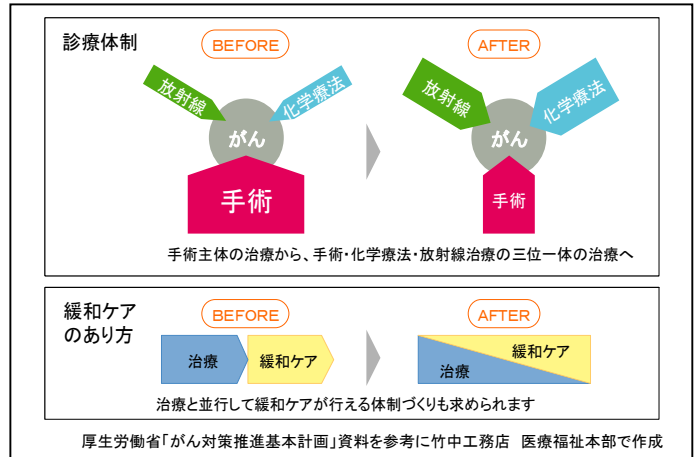 診療体制
BEFORE
AFTER
放射線
化学療法
がん
手術
放射線
化学療法
がん
手術
手術主体の治療から、手術・化学療法・放射線治療の三位一体の治療へ
緩和ケア
のあり方
BEFORE
AFTER
治療
緩和ケア
緩和ケア
治療
治療と並行して緩和ケアが行える体制づくりも求められます
厚生労働省「がん対策推進基本計画」資料を参考に竹中工務店 医療福祉本部で作成